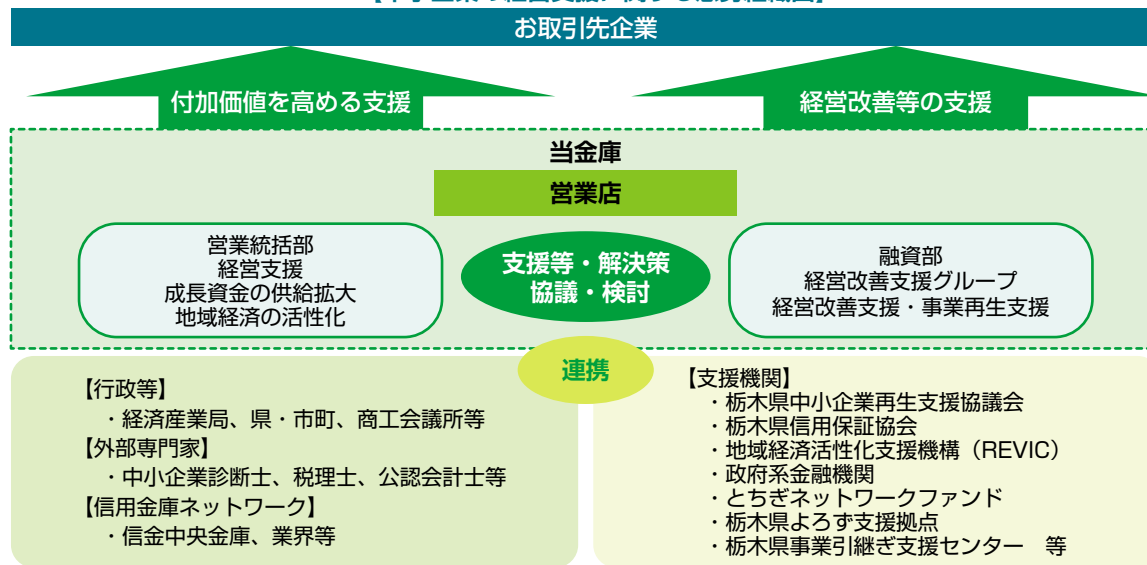 お取引先企業
付加価値を高める支援
経営改善等の支援
当金庫
営業店
営業統括部
経営支援
成長資金の供給拡大
地域経済の活性化
支援等・解決策
協議・検討
融資部
経営改善支援グループ
経営改善支援・事業再生支援
連携
【行政等】
・経済産業局、県・市町、商工会議所等
【外部専門家】
・中小企業診断士、税理士、公認会計士等
【信用金庫ネットワーク】
・信金中央金庫、業界等
【支援機関】
・栃木県中小企業再生支援協議会
・栃木県信用保証協会
・地域経済活性化支援機構（REVIC）
・政府系金融機関
・とちぎネットワークファンド
・栃木県よろず支援拠点
・栃木県事業引継ぎ支援センター　等